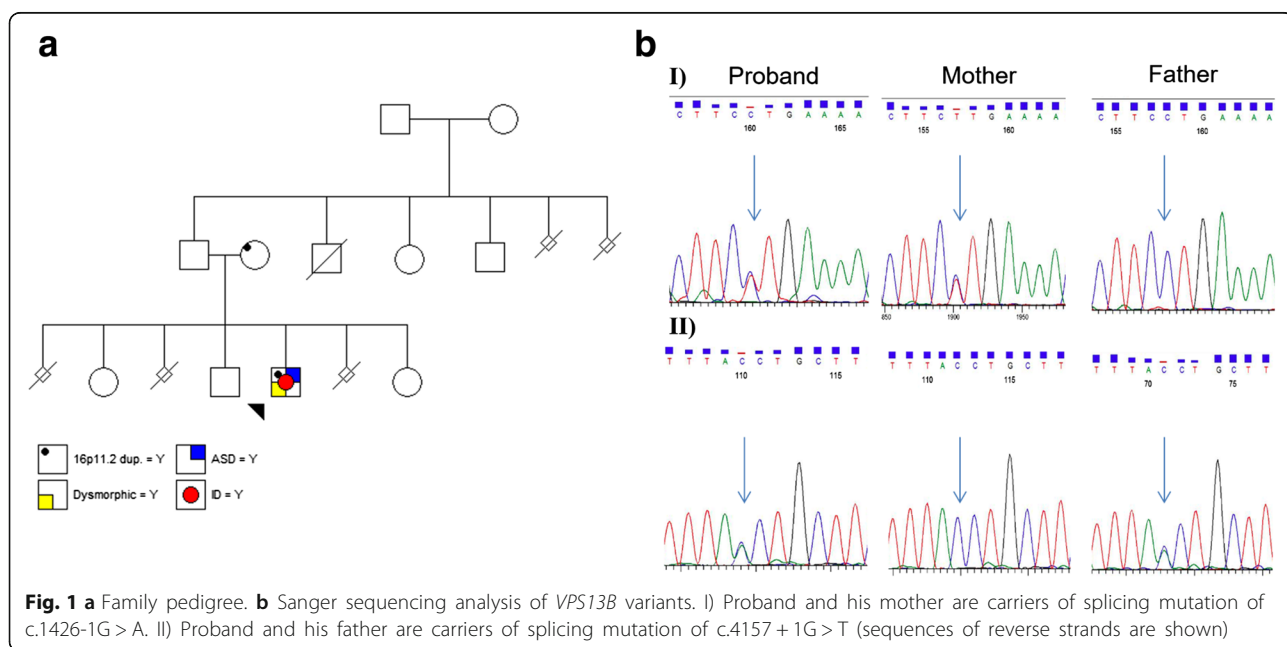 a
16p11.2 dup. = Y
ASD = Y
Dysmorphic = Y
ID = Y
b
I)
Proband
Mother
Father
C T T C C T G A A A A
160 165
C T T C T T G A A A A
155 160
C T T C C T G A A A A
155 160
850 1900 1950
II)
T T T A C C T G C T T
110 115
T T T A C C T G C T T
110 115
T T T A C C T G C T T
70 75
Fig. 1 a Family pedigree. b Sanger sequencing analysis of VPS13B variants. I) Proband and his mother are carriers of splicing mutation of
c.1426-1G > A. II) Proband and his father are carriers of splicing mutation of c.4157 + 1G > T (sequences of reverse strands are shown)